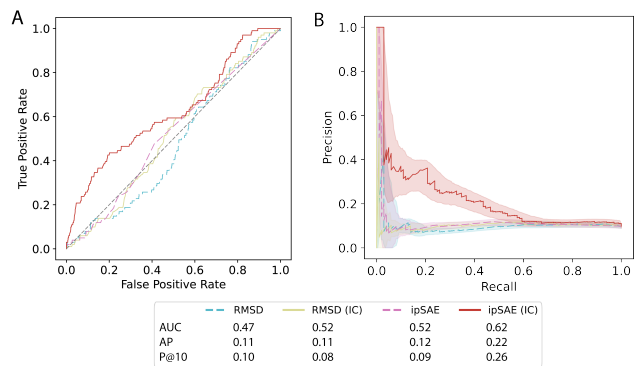 A
B
1.0
0.8
0.6
0.4
0.2
0.0
True Positive Rate
0.0 0.2 0.4 0.6 0.8 1.0
False Positive Rate
1.0
0.8
0.6
0.4
0.2
0.0
Precision
0.0 0.2 0.4 0.6 0.8 1.0
Recall
RMSD RMSD (IC) ipSAE ipSAE (IC)
AUC 0.47 0.52 0.52 0.62
AP 0.11 0.11 0.12 0.22
P@10 0.10 0.08 0.09 0.26